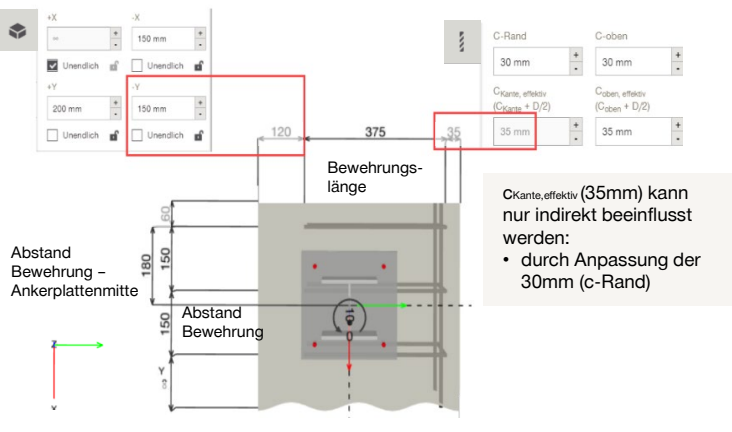 +X
-X
∞
150 mm
Unendlich
Unendlich
+Y
-Y
200 mm
150 mm
Unendlich
Unendlich
C-Rand
C-oben
30 mm
30 mm
CKante, effektiv
Coben, effektiv
(CKante + D/2)
(Coben + D/2)
35 mm
35 mm
120
375
35
Bewehrungs-
länge
cKante,effektiv (35mm) kann
nur indirekt beeinflusst
werden:
• durch Anpassung der
30mm (c-Rand)
60
150
180
150
Abstand
Bewehrung –
Ankerplattenmitte
Abstand
Bewehrung
Y
∞
Z
X